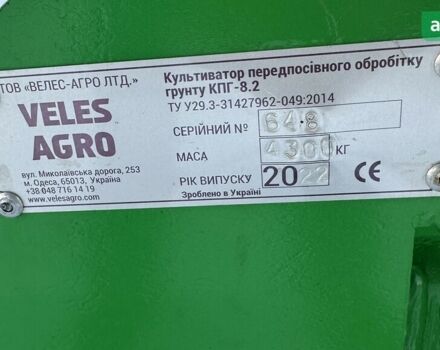 ТОВ «ВЕЛЕС-АГРО ЛТД.»
VELES
AGRO
вул. Миколаївська дорога, 253
м. Одеса, 65013, Україна
+38 048 716 14 19
www.velesagro.com
Культиватор передпосівного обробітку
грунту КПГ-8.2
ТУ У29.3-31427962-049:2014
СЕРІЙНИЙ № 648
МАСА 4300 КГ
РІК ВИПУСКУ 2022 CE
Зроблено в Україні